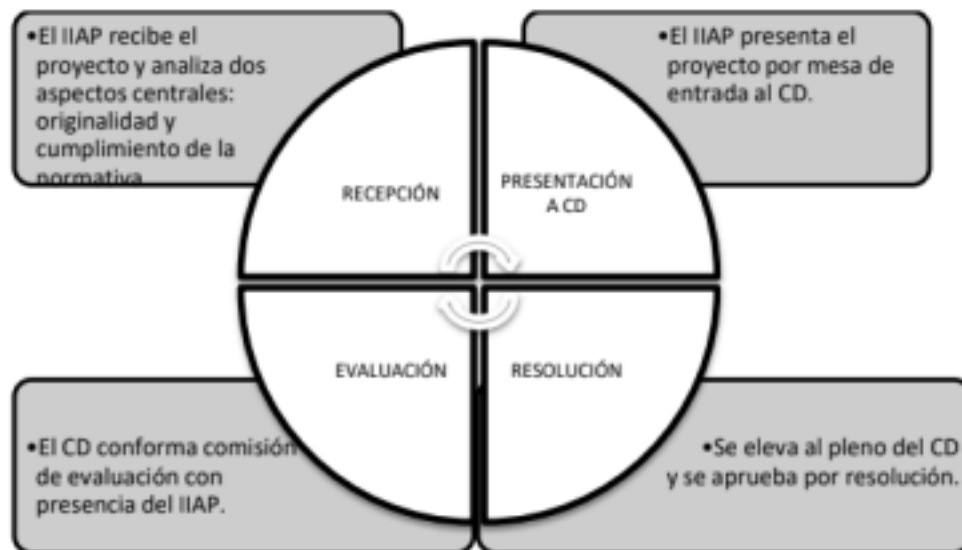 •El IIAP recibe el
proyecto y analiza dos
aspectos centrales:
originalidad y
cumplimiento de la
normativa
•El IIAP presenta el
proyecto por mesa de
entrada al CD.
RECEPCIÓN
PRESENTACIÓN
A CD
EVALUACIÓN
RESOLUCIÓN
•El CD conforma comisión
de evaluación con
presencia del IIAP.
•Se eleva al pleno del CD
y se aprueba por resolución.